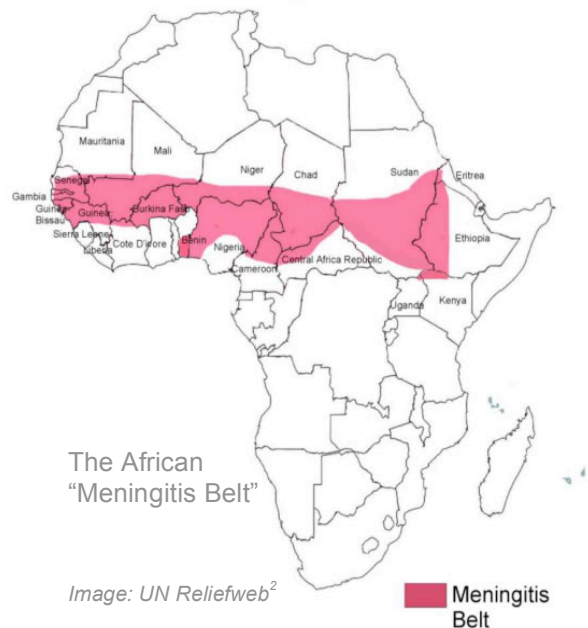 Mauritania
Mali
Niger
Chad
Sudan
Eritrea
Senegal
Gambia
Guinea
Bissau
Guinea
Burkina Faso
Sierra Leone
Liberia
Cote D'ivore
Benin
Nigeria
Cameroon
Central Africa Republic
Ethiopia
Uganda
Kenya
The African
“Meningitis Belt”
Image: UN Reliefweb²
Meningitis
Belt